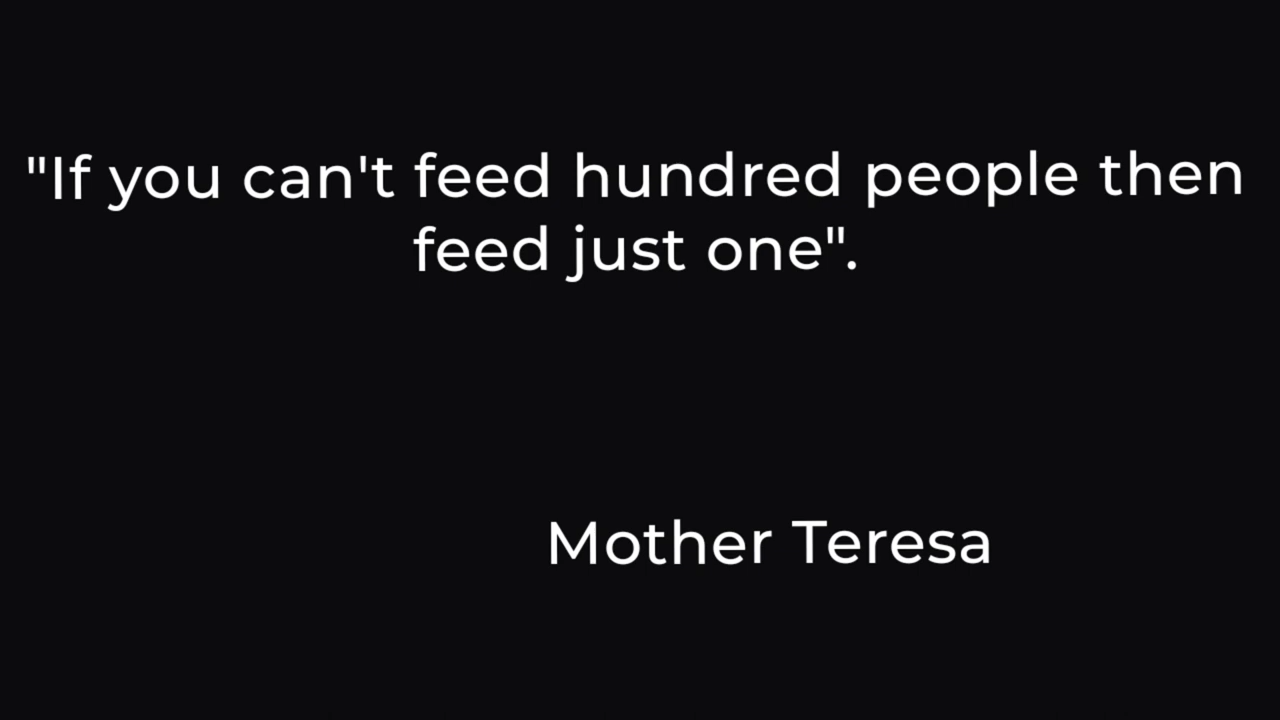 "If you can't feed hundred people then
feed just one".
Mother Teresa